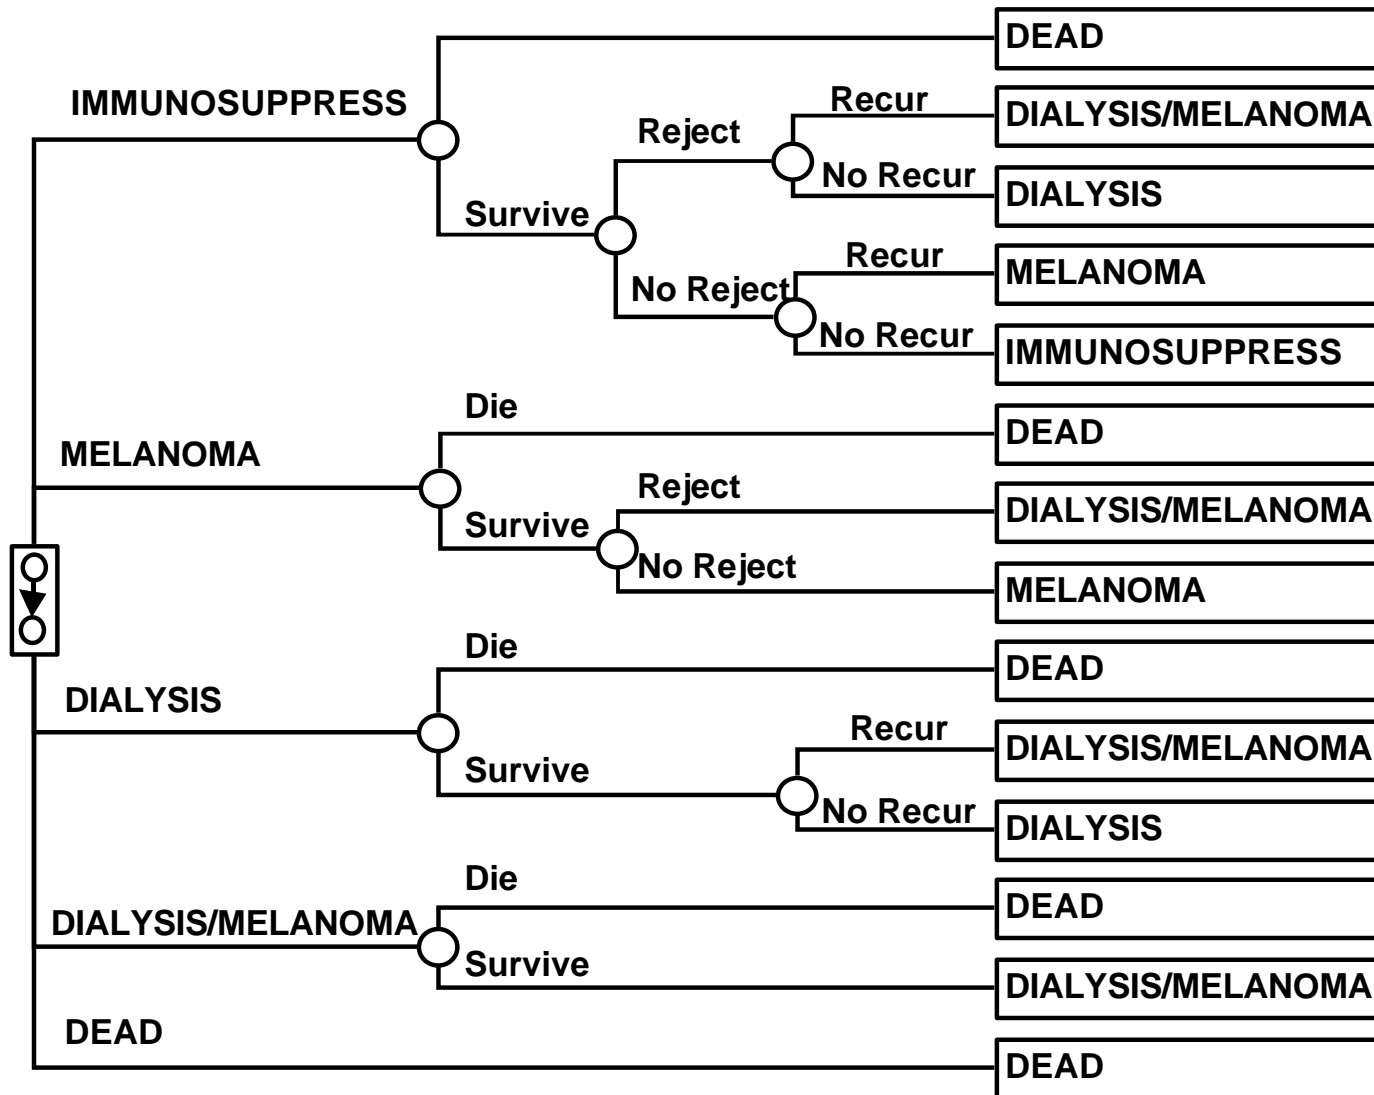 DEAD
IMMUNOSUPPRESS
Recur
DIALYSIS/MELANOMA
Reject
No Recur
DIALYSIS
Survive
Recur
MELANOMA
No Reject
No Recur
IMMUNOSUPPRESS
Die
DEAD
MELANOMA
Reject
DIALYSIS/MELANOMA
Survive
No Reject
MELANOMA
Die
DEAD
DIALYSIS
Recur
DIALYSIS/MELANOMA
Survive
No Recur
DIALYSIS
Die
DEAD
DIALYSIS/MELANOMA
Survive
DIALYSIS/MELANOMA
DEAD
DEAD